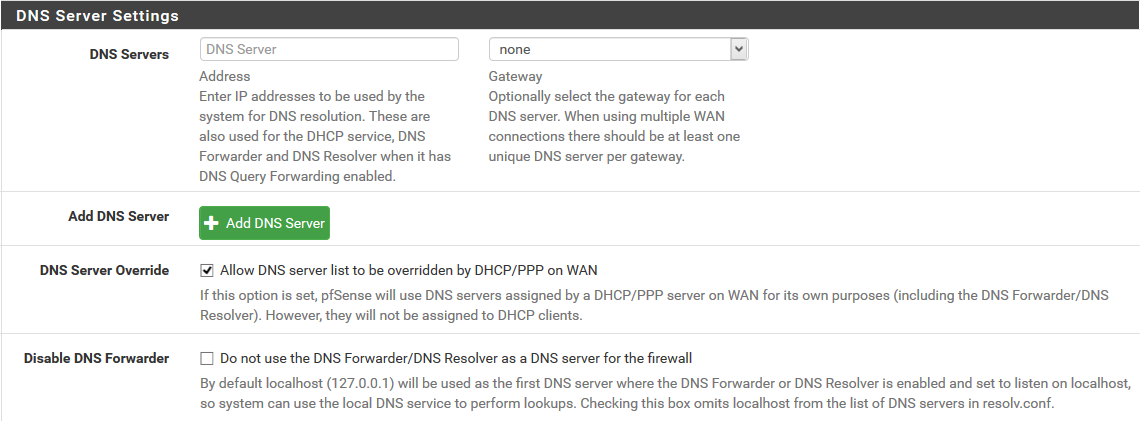 DNS Server Settings
DNS Servers
DNS Server
none
Address
Enter IP addresses to be used by the
system for DNS resolution. These are
also used for the DHCP service, DNS
Forwarder and DNS Resolver when it has
DNS Query Forwarding enabled.
Gateway
Optionally select the gateway for each
DNS server. When using multiple WAN
connections there should be at least one
unique DNS server per gateway.
Add DNS Server
Add DNS Server
DNS Server Override
Allow DNS server list to be overridden by DHCP/PPP on WAN
If this option is set, pfSense will use DNS servers assigned by a DHCP/PPP server on WAN for its own purposes (including the DNS Forwarder/DNS
Resolver). However, they will not be assigned to DHCP clients.
Disable DNS Forwarder
Do not use the DNS Forwarder/DNS Resolver as a DNS server for the firewall
By default localhost (127.0.0.1) will be used as the first DNS server where the DNS Forwarder or DNS Resolver is enabled and set to listen on localhost,
so system can use the local DNS service to perform lookups. Checking this box omits localhost from the list of DNS servers in resolv.conf.